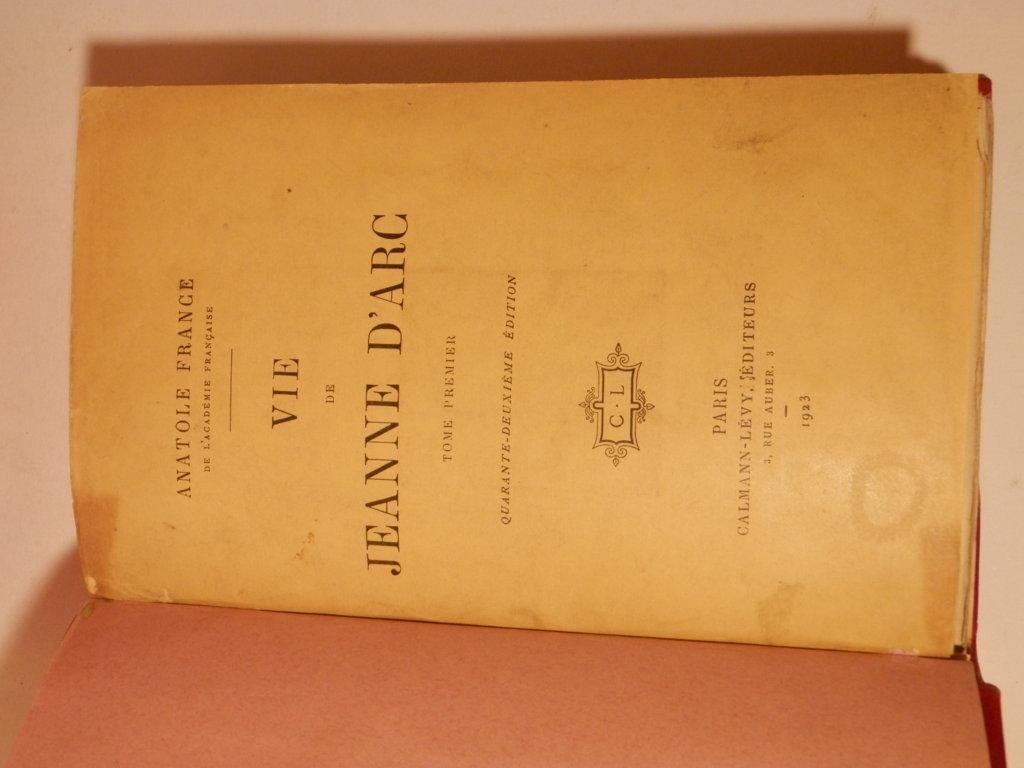 ANATOLE FRANCE
DE L'ACADÉMIE FRANÇAISE
VIE
DE
JEANNE D'ARC
TOME PREMIER
QUARANTE-DEUXIÈME ÉDITION
C · L
PARIS
CALMANN-LÉVY, ÉDITEURS
3, RUE AUBER, 3
1923